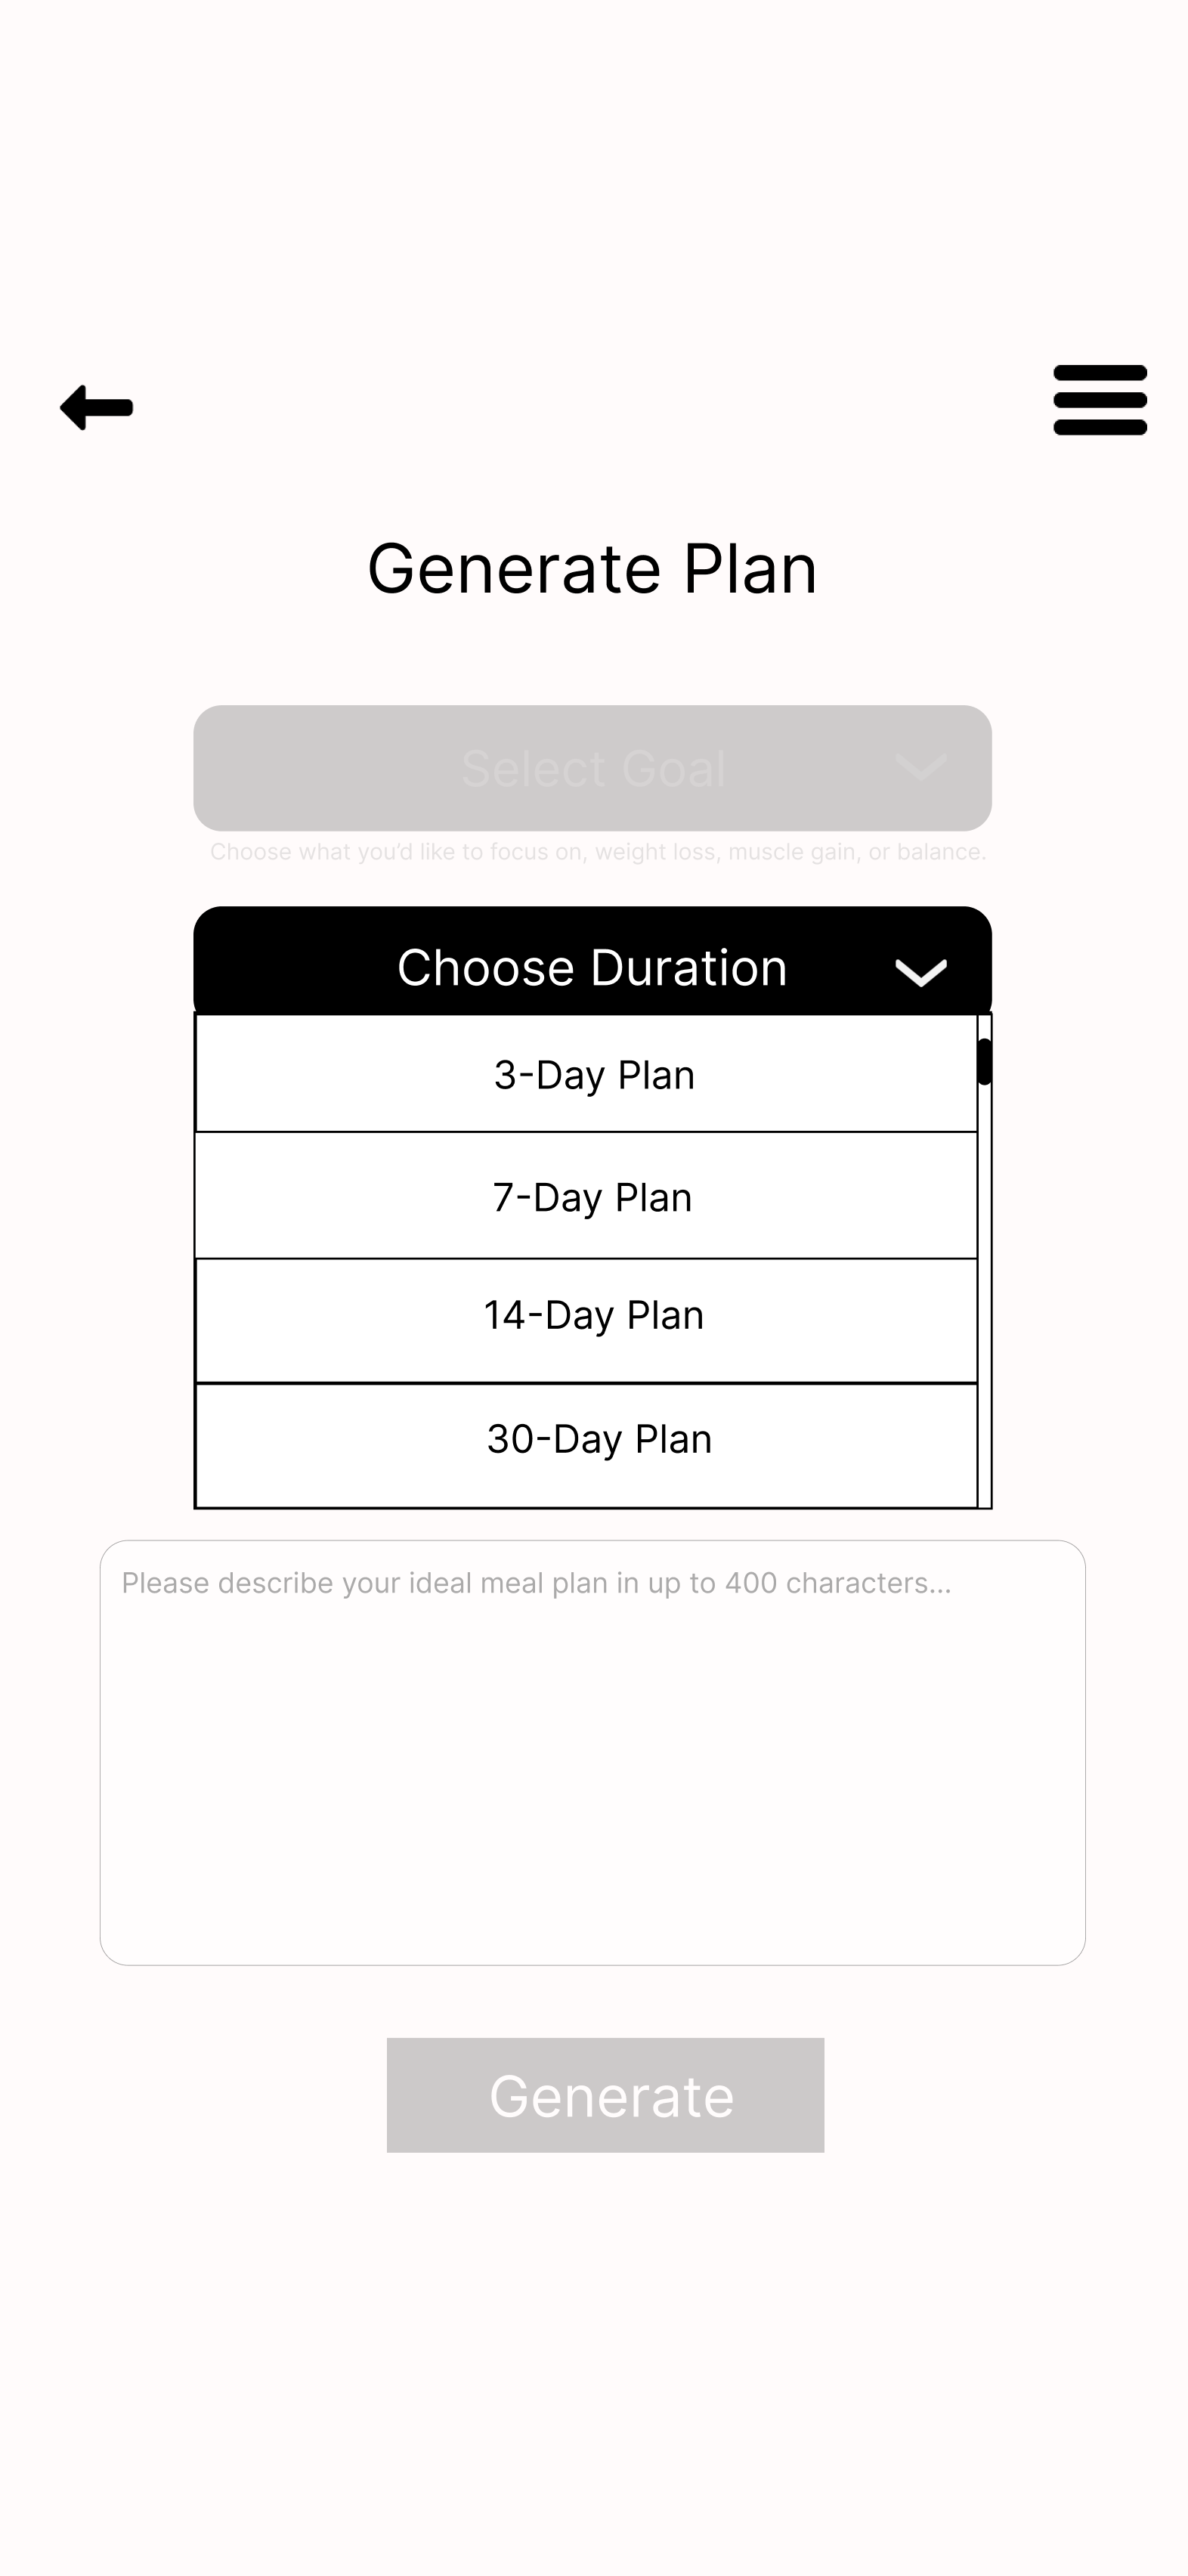 Generate Plan
Select Goal
Choose what you’d like to focus on, weight loss, muscle gain, or balance.
Choose Duration
3-Day Plan
7-Day Plan
14-Day Plan
30-Day Plan
Please describe your ideal meal plan in up to 400 characters...
Generate